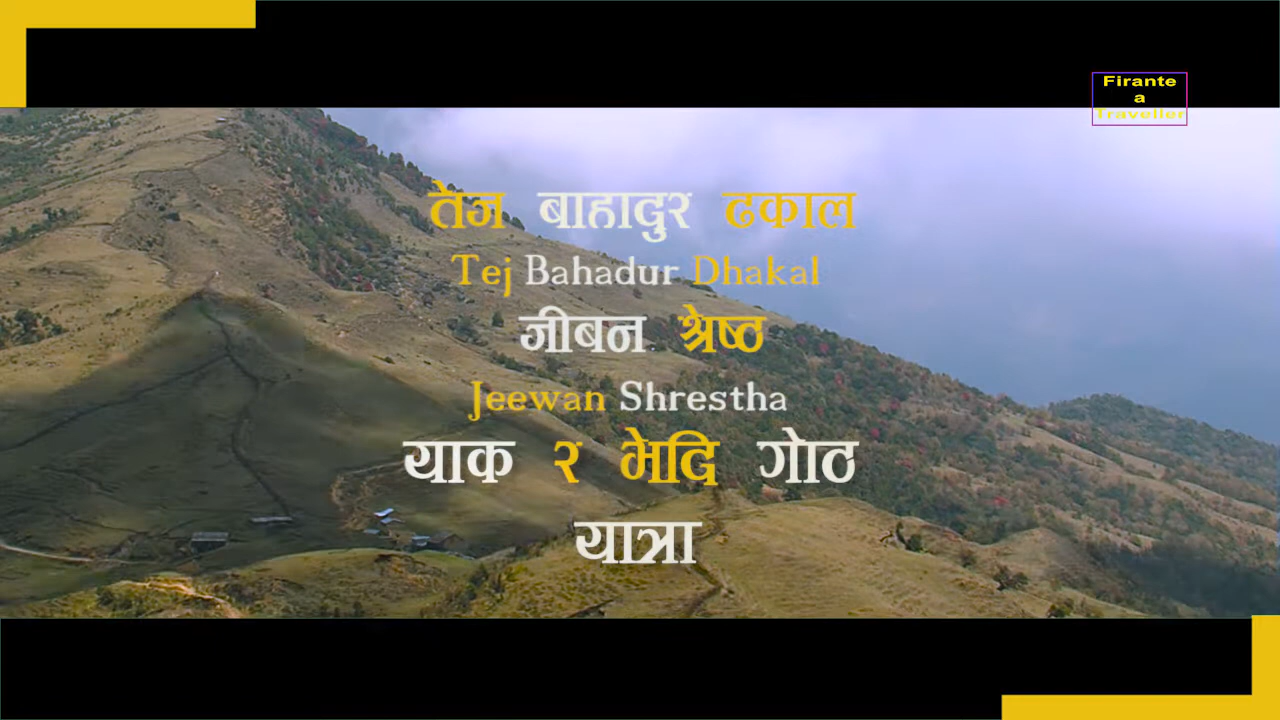 Firante
a
Traveller
तेज बाहादुर ढकाल
Tej Bahadur Dhakal
जीबन श्रेष्ठ
Jeewan Shrestha
याक र भेदि गोठ
यात्रा